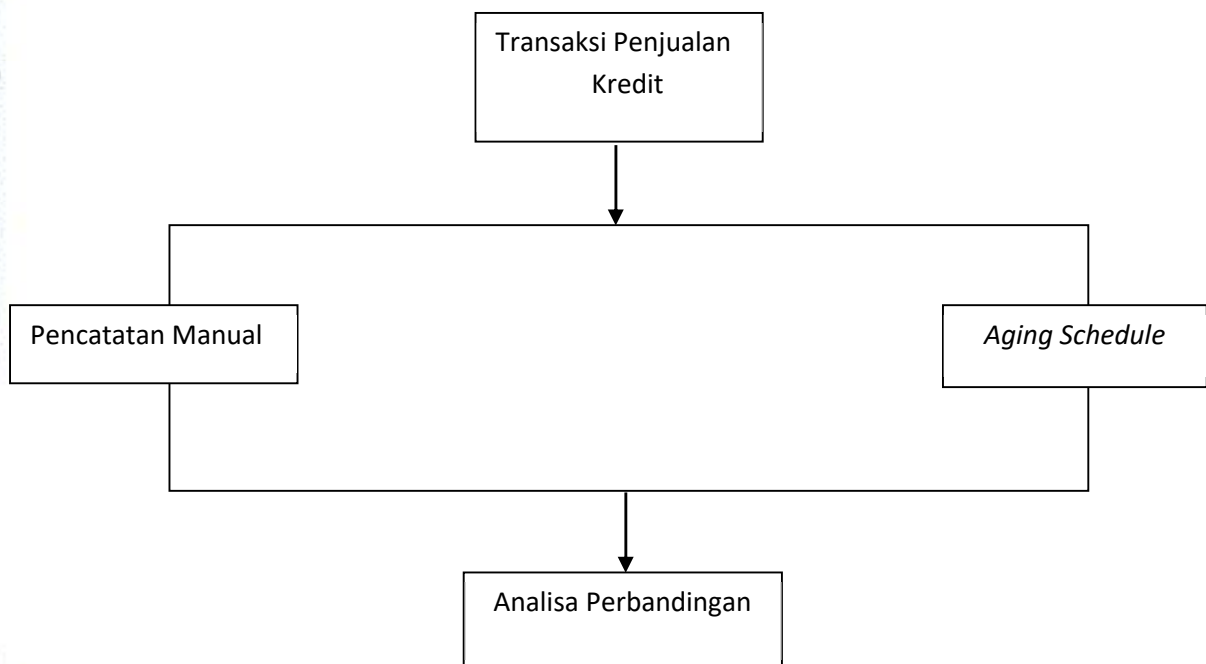 Transaksi Penjualan
Kredit
Pencatatan Manual
Aging Schedule
Analisa Perbandingan